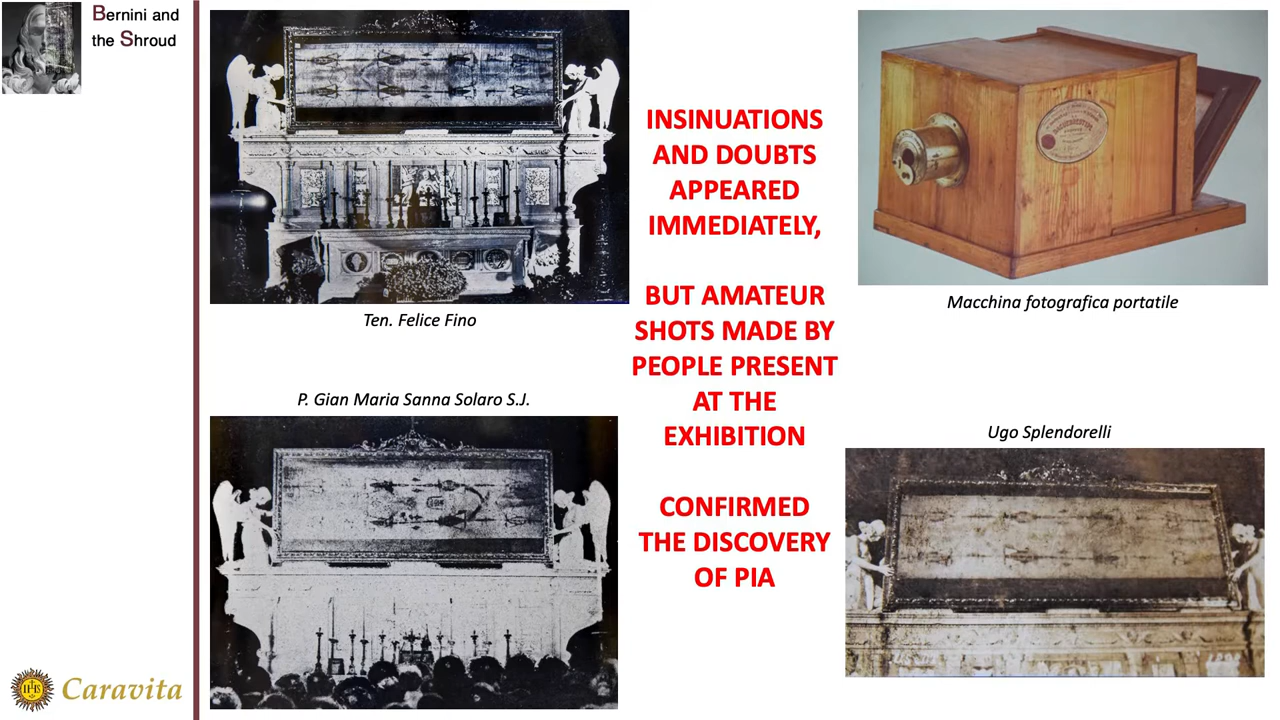 Bernini and
the Shroud
Ten. Felice Fino
P. Gian Maria Sanna Solaro S.J.
INSINUATIONS
AND DOUBTS
APPEARED
IMMEDIATELY,
BUT AMATEUR
SHOTS MADE BY
PEOPLE PRESENT
AT THE
EXHIBITION
CONFIRMED
THE DISCOVERY
OF PIA
Macchina fotografica portatile
Ugo Splendorelli
IHS
Caravita